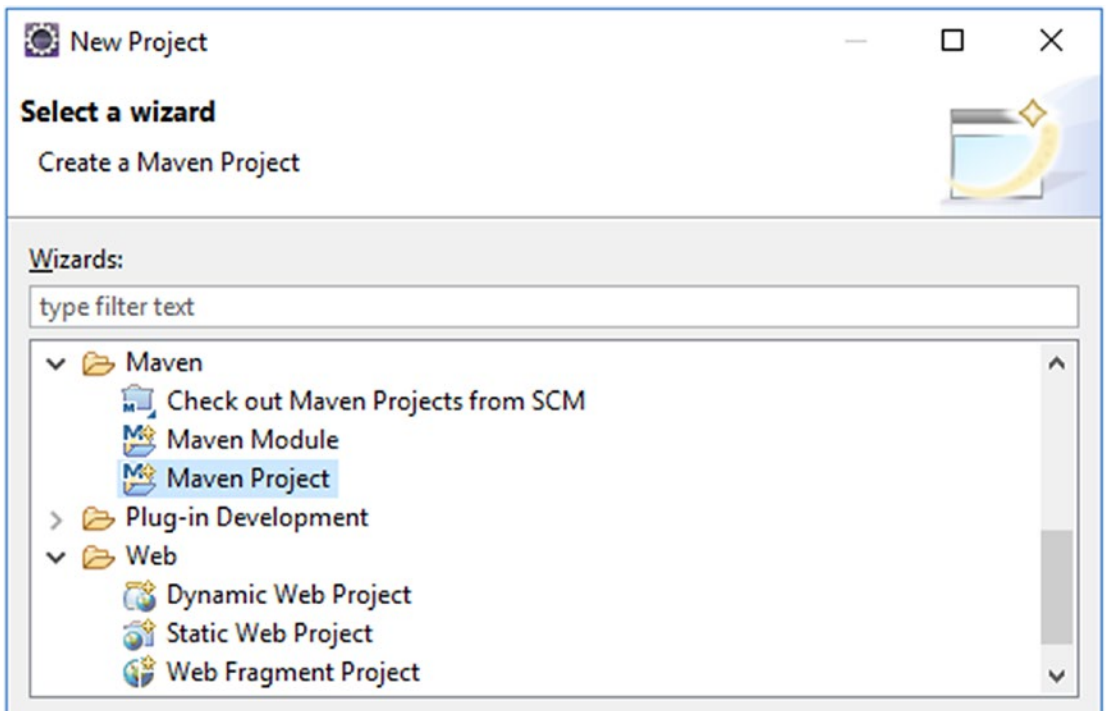 New Project
Select a wizard
Create a Maven Project
Wizards:
type filter text
Maven
Check out Maven Projects from SCM
Maven Module
Maven Project
Plug-in Development
Web
Dynamic Web Project
Static Web Project
Web Fragment Project